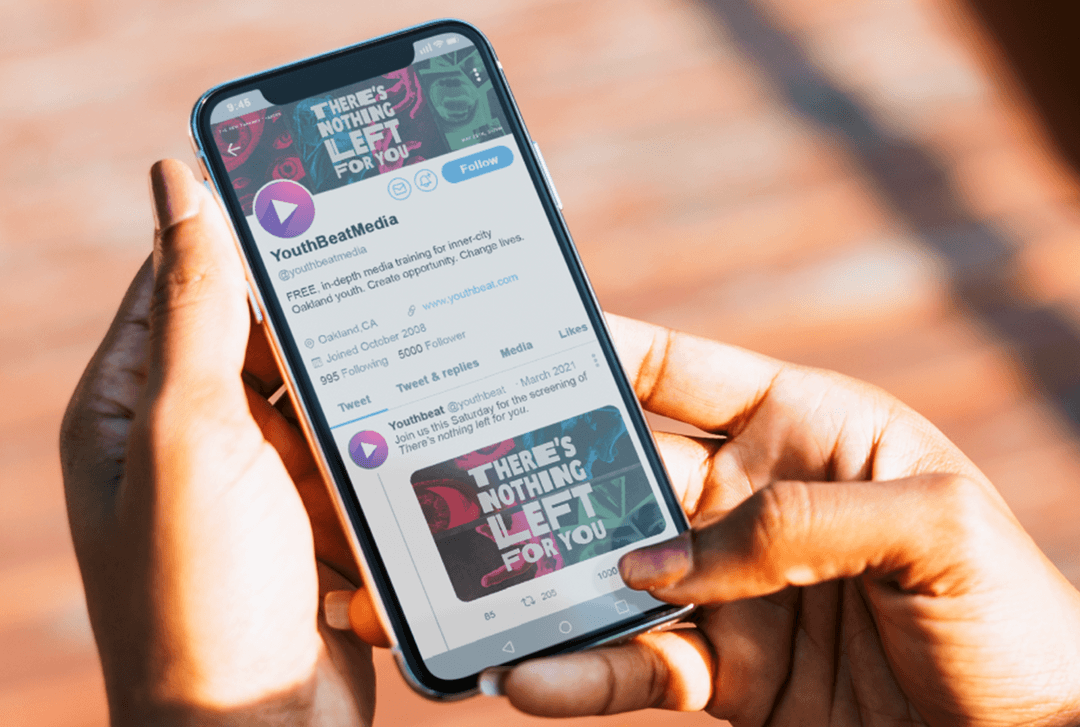 9:45
THERE'S
NOTHING
LEFT
FOR YOU
Follow
YouthBeatMedia
@youthbeatmedia
FREE, in-depth media training for inner-city
Oakland youth. Create opportunity. Change lives.
Oakland,CA
www.youthbeat.com
Joined October 2008
995 Following 5000 Follower
Tweet Tweet & replies Media Likes
Youthbeat @youthbeat · March 2021
Join us this Saturday for the screening of
There's nothing left for you.
THERE'S
NOTHING
LEFT
FOR YOU
85 205 1000